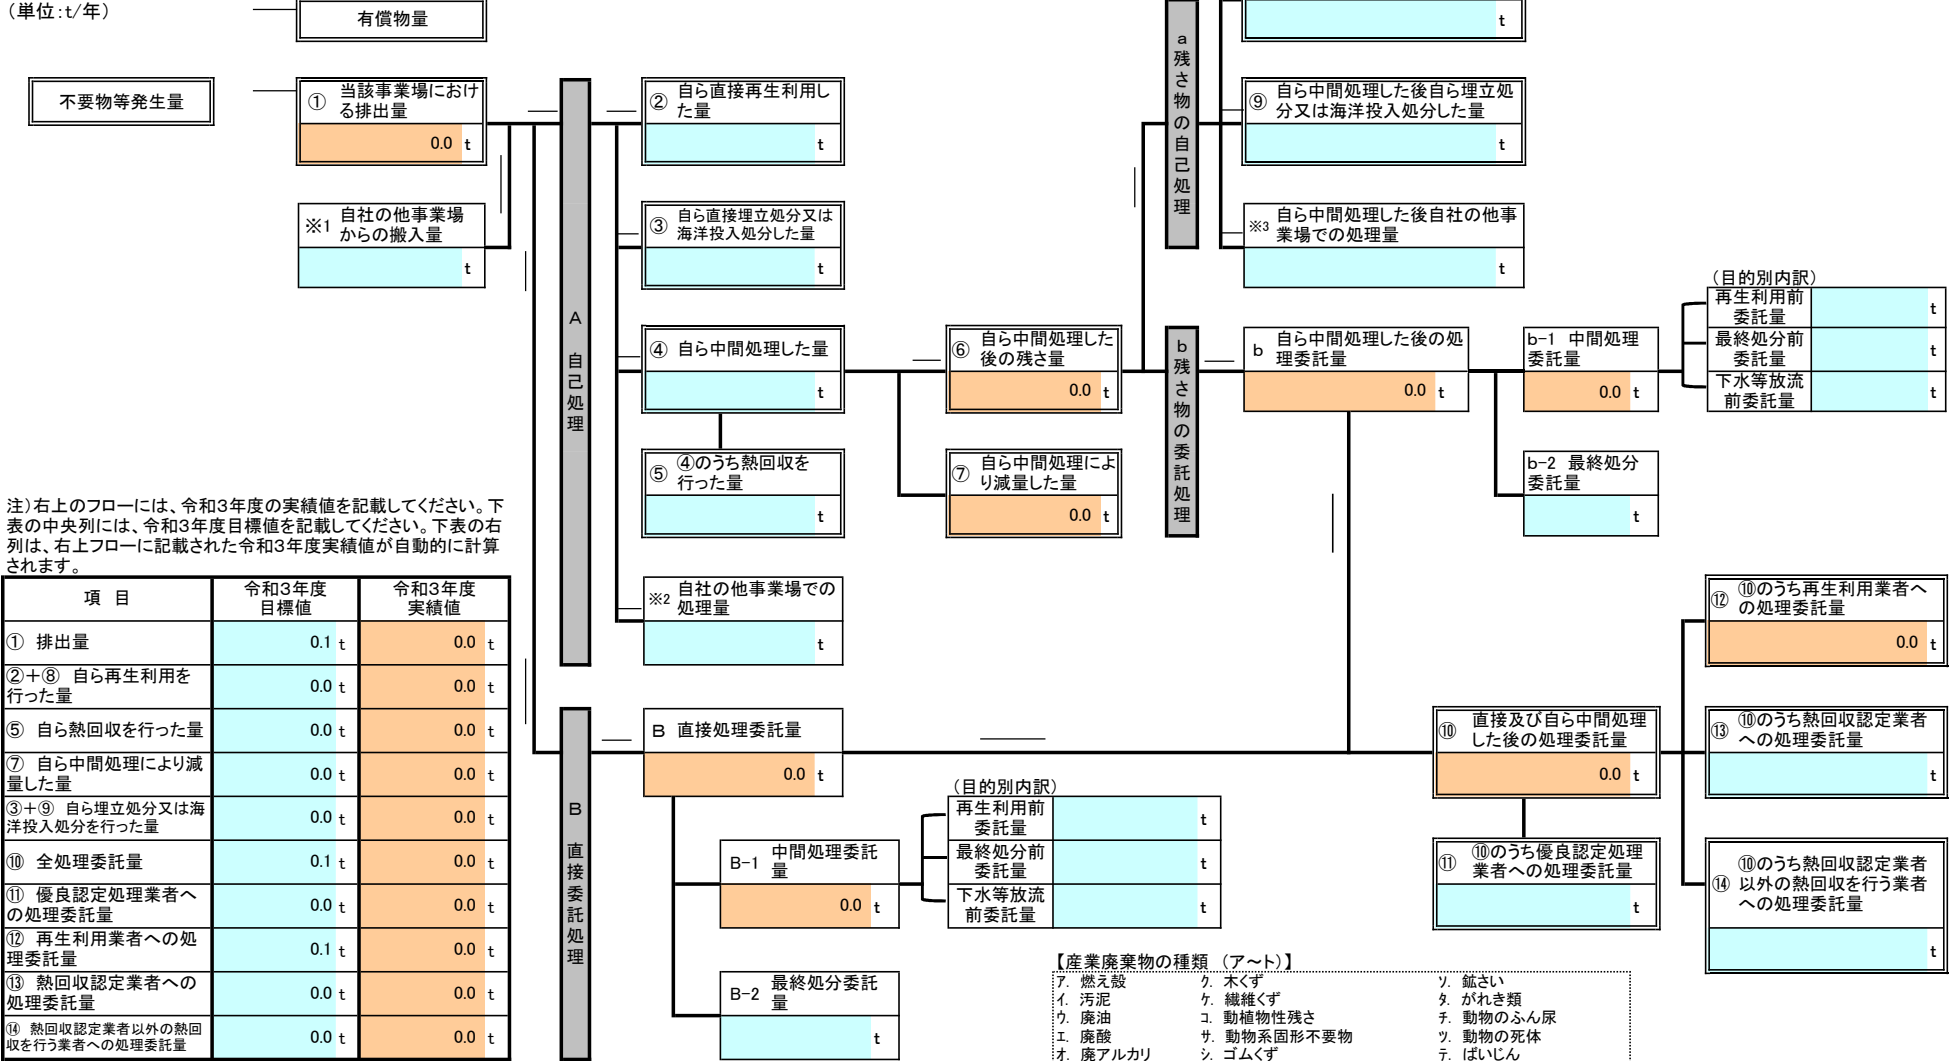 （単位：t/年）
有償物量
不要物等発生量
① 当該事業場におけ
る排出量
0.0 t
※1 自社の他事業場
からの搬入量
t
A 自己処理
② 自ら直接再生利用し
た量
t
③ 自ら直接埋立処分又は
海洋投入処分した量
t
④ 自ら中間処理した量
t
⑤ ④のうち熱回収を
行った量
t
※2 自社の他事業場での
処理量
t
⑥ 自ら中間処理した
後の残さ量
0.0 t
⑦ 自ら中間処理によ
り減量した量
0.0 t
a残さ物の自己処理
t
⑨ 自ら中間処理した後自ら埋立処
分又は海洋投入処分した量
t
※3 自ら中間処理した後自社の他事
業場での処理量
t
b残さ物の委託処理
b 自ら中間処理した後の処
理委託量
0.0 t
b-1 中間処理
委託量
0.0 t
b-2 最終処分
委託量
t
（目的別内訳）
再生利用前
委託量
t
最終処分前
委託量
t
下水等放流
前委託量
t
注）右上のフローには、令和3年度の実績値を記載してください。下
表の中央列には、令和3年度目標値を記載してください。下表の右
列は、右上フローに記載された令和3年度実績値が自動的に計算
されます。
項 目
令和3年度
目標値
令和3年度
実績値
① 排出量
0.1 t
0.0 t
②＋⑧ 自ら再生利用を
行った量
0.0 t
0.0 t
⑤ 自ら熱回収を行った量
0.0 t
0.0 t
⑦ 自ら中間処理により減
量した量
0.0 t
0.0 t
③＋⑨ 自ら埋立処分又は海
洋投入処分を行った量
0.0 t
0.0 t
⑩ 全処理委託量
0.1 t
0.0 t
⑪ 優良認定処理業者へ
の処理委託量
0.0 t
0.0 t
⑫ 再生利用業者への処
理委託量
0.1 t
0.0 t
⑬ 熱回収認定業者への
処理委託量
0.0 t
0.0 t
⑭ 熱回収認定業者以外の熱回
収を行う業者への処理委託量
0.0 t
0.0 t
B 直接委託処理
B 直接処理委託量
0.0 t
B-1 中間処理委託
量
0.0 t
B-2 最終処分委託
量
t
（目的別内訳）
再生利用前
委託量
t
最終処分前
委託量
t
下水等放流
前委託量
t
⑩ 直接及び自ら中間処理
した後の処理委託量
0.0 t
⑪ ⑩のうち優良認定処理
業者への処理委託量
t
⑫ ⑩のうち再生利用業者へ
の処理委託量
0.0 t
⑬ ⑩のうち熱回収認定業者
への処理委託量
t
⑭ ⑩のうち熱回収認定業者
以外の熱回収を行う業者
への処理委託量
t
【産業廃棄物の種類 （ア～ト）】
ア. 燃え殻 ク. 木くず ソ. 鉱さい
イ. 汚泥 ケ. 繊維くず タ. がれき類
ウ. 廃油 コ. 動植物性残さ チ. 動物のふん尿
エ. 廃酸 サ. 動物系固形不要物 ツ. 動物の死体
オ. 廃アルカリ シ. ゴムくず テ. ばいじん